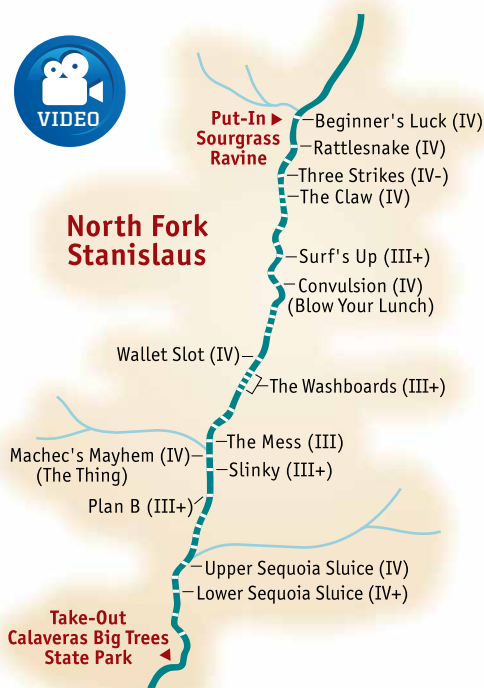 VIDEO
Put-In
Sourgrass
Ravine
Beginner's Luck (IV)
Rattlesnake (IV)
Three Strikes (IV-)
The Claw (IV)
North Fork
Stanislaus
Surf's Up (III+)
Convulsion (IV)
(Blow Your Lunch)
Wallet Slot (IV)
The Washboards (III+)
The Mess (III)
Machec's Mayhem (IV)
(The Thing)
Slinky (III+)
Plan B (III+)
Upper Sequoia Sluice (IV)
Lower Sequoia Sluice (IV+)
Take-Out
Calaveras Big Trees
State Park